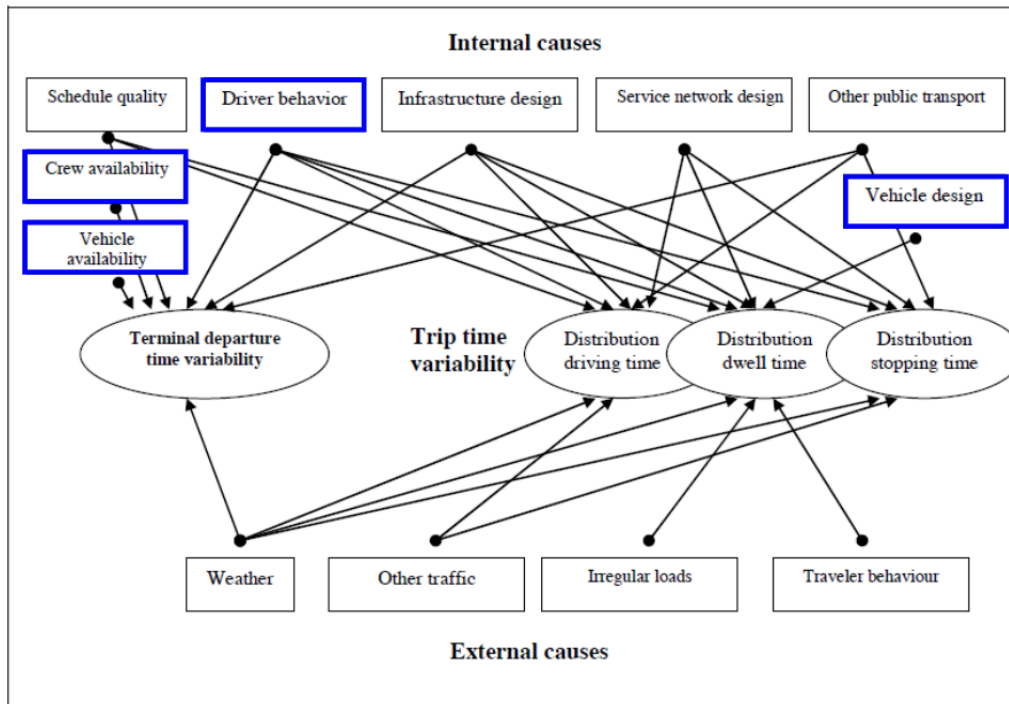 Internal causes
Schedule quality
Driver behavior
Infrastructure design
Service network design
Other public transport
Crew availability
Vehicle design
Vehicle
availability
Terminal departure
time variability
Trip time
variability
Distribution
driving time
Distribution
dwell time
Distribution
stopping time
Weather
Other traffic
Irregular loads
Traveler behaviour
External causes